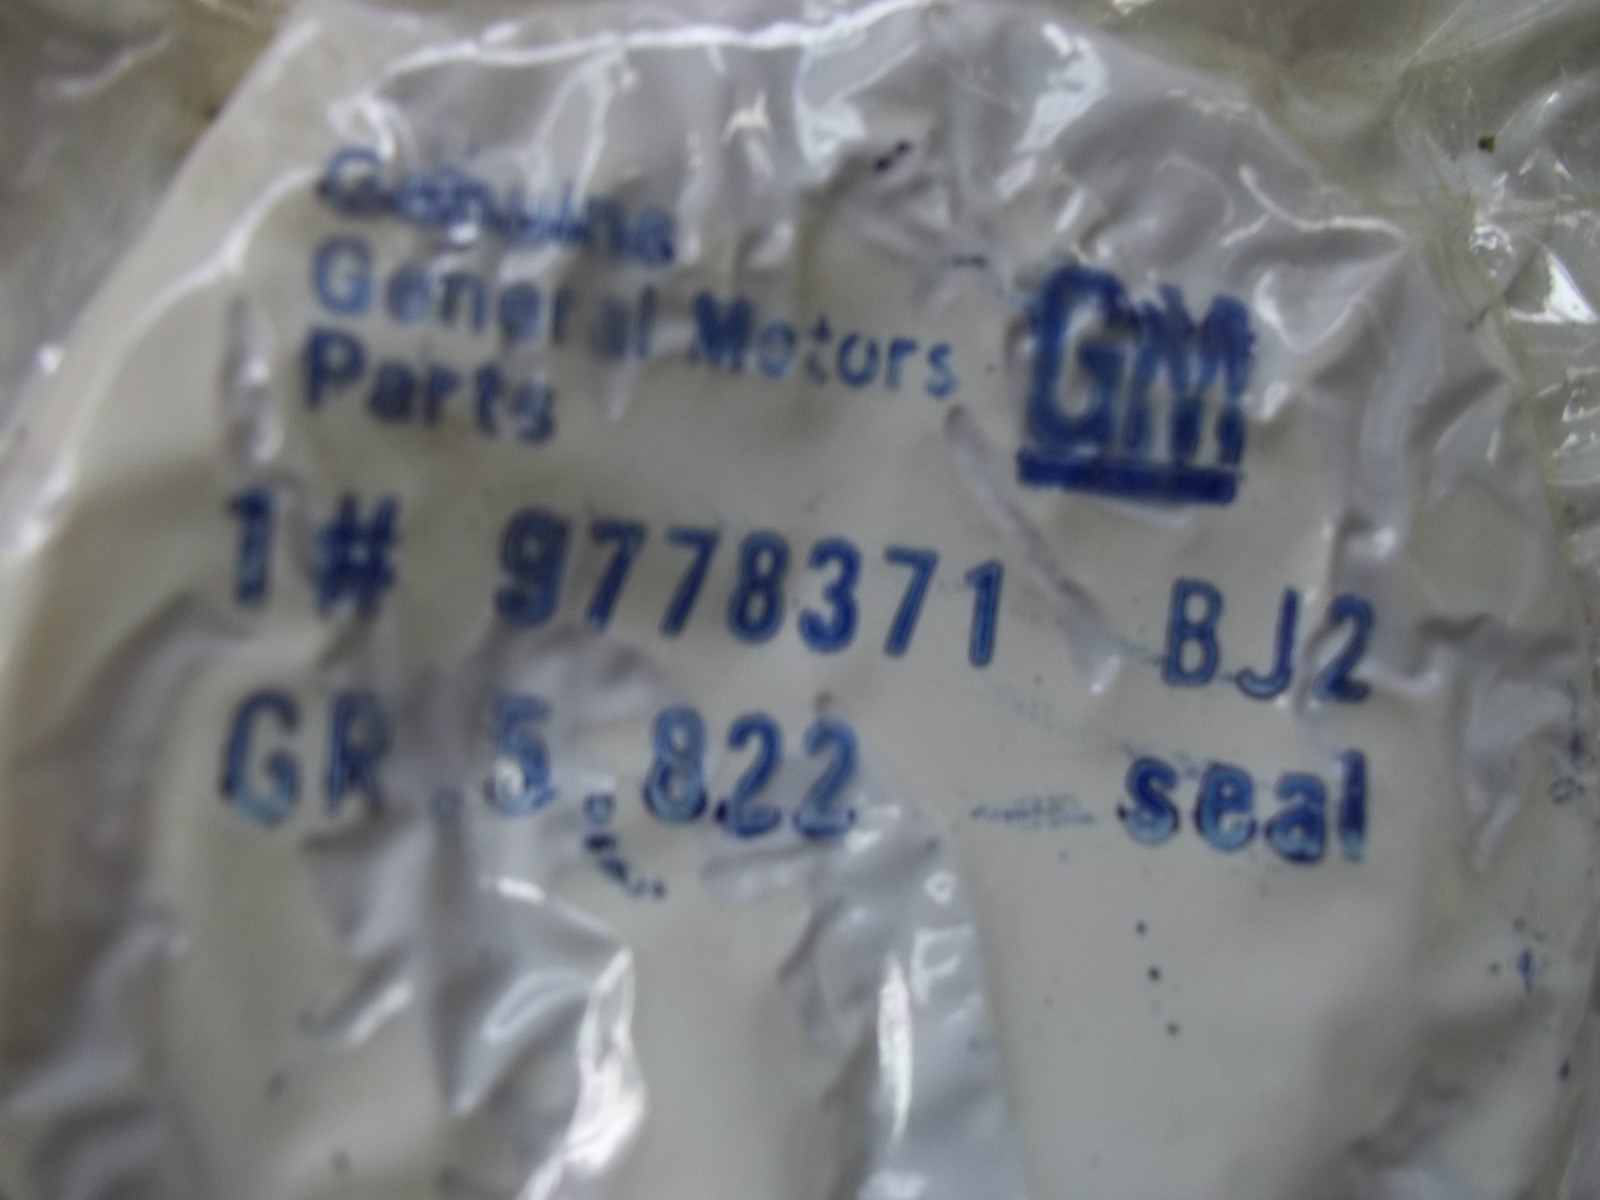 Genuine
General Motors
Parts
GM
1# 9778371 BJ2
GR 5.822 seal